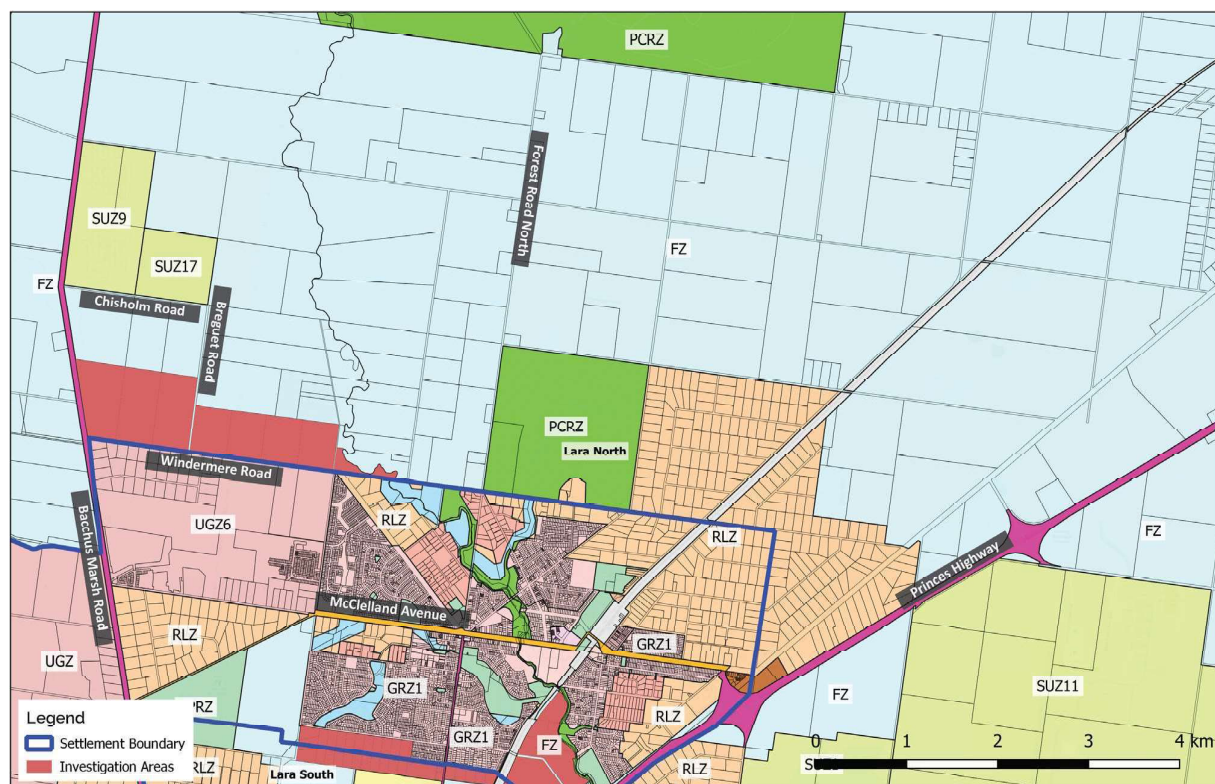 PCRZ
Forest Road North
SUZ9
SUZ17
FZ
FZ
Chisholm Road
Breguet Road
PCRZ
Lara North
Windermere Road
UGZ6
RLZ
RLZ
FZ
Princes Highway
Bacchus Marsh Road
McClelland Avenue
RLZ
GRZ1
UGZ
GRZ1
RLZ
FZ
SUZ11
GRZ1
FZ
Legend
Settlement Boundary
Investigation Areas
RLZ
Lara South
RLZ
0 1 2 3 4 km